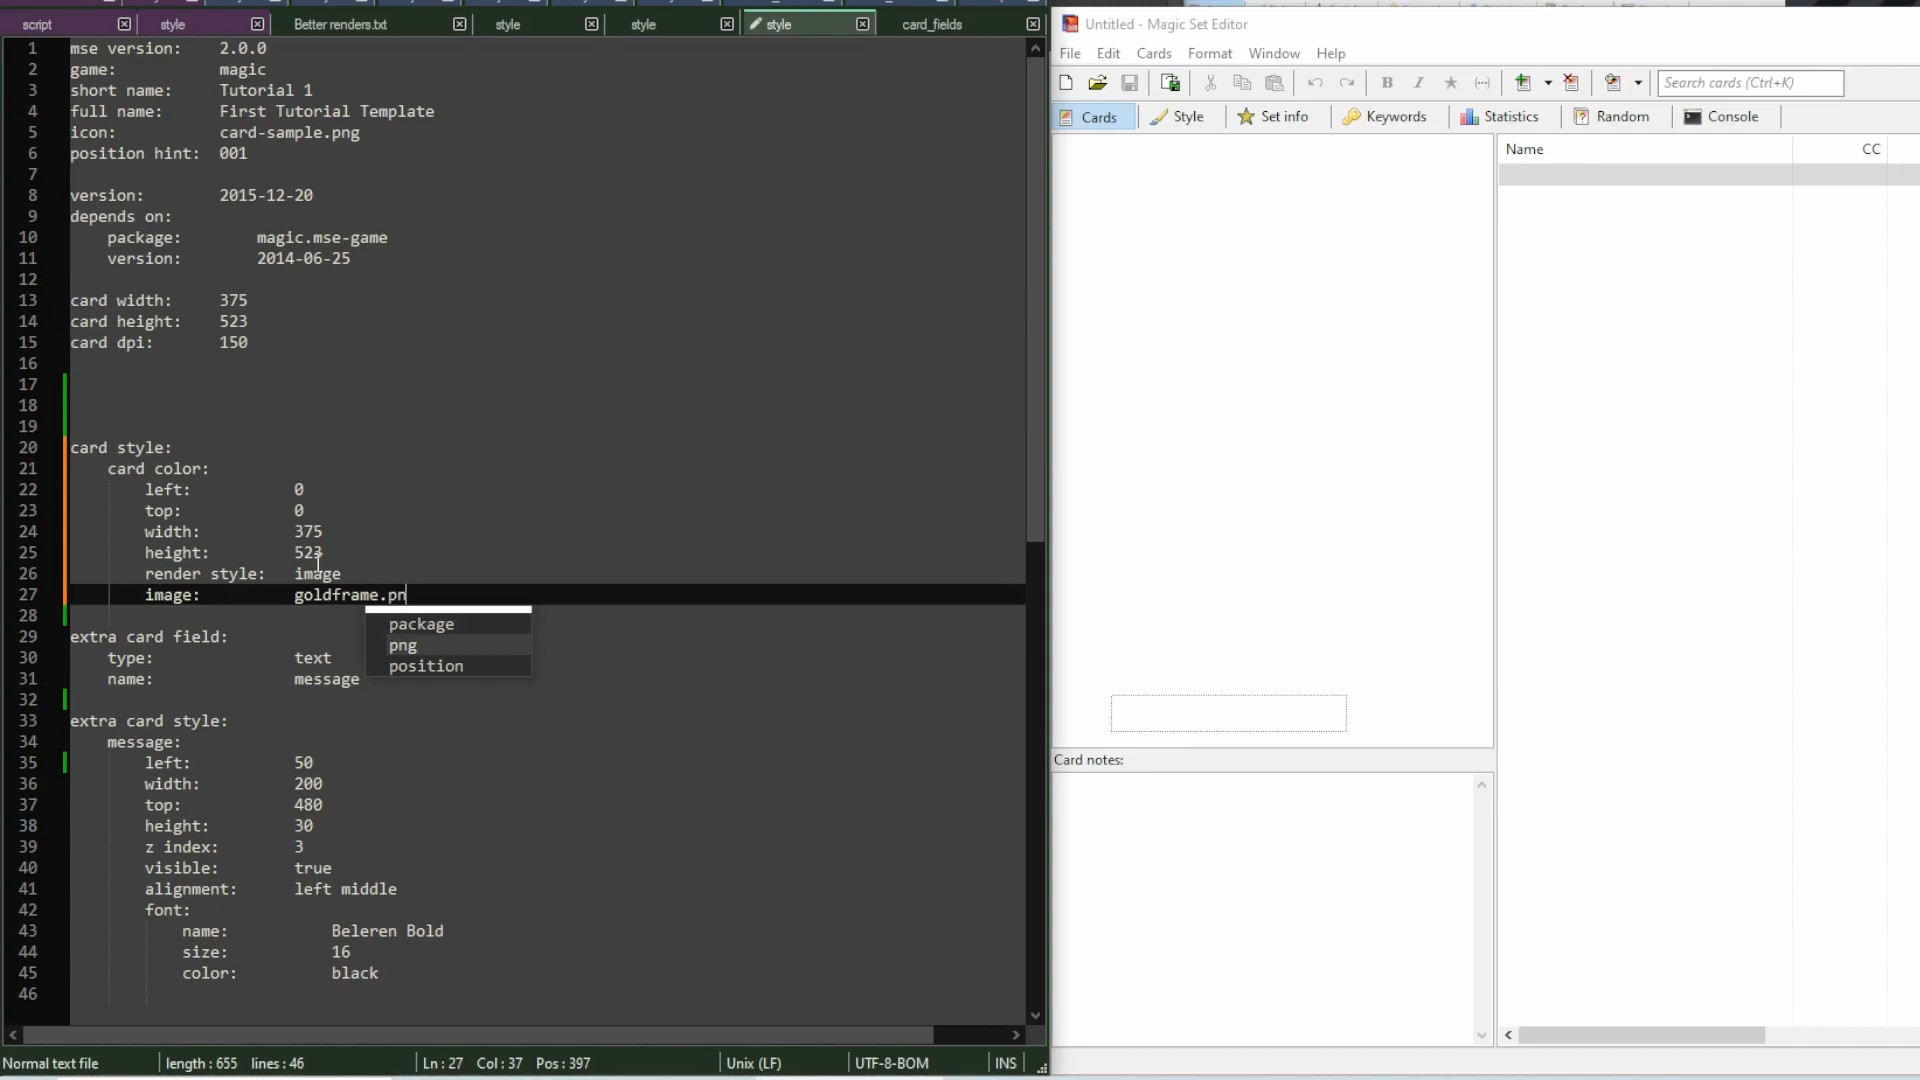 script
style
Better renders.txt
style
style
style
card_fields
1 mse version: 2.0.0
2 game: magic
3 short name: Tutorial 1
4 full name: First Tutorial Template
5 icon: card-sample.png
6 position hint: 001
7
8 version: 2015-12-20
9 depends on:
10 package: magic.mse-game
11 version: 2014-06-25
12
13 card width: 375
14 card height: 523
15 card dpi: 150
16
17
18
19
20 card style:
21 card color:
22 left: 0
23 top: 0
24 width: 375
25 height: 523
26 render style: image
27 image: goldframe.pn
28
package
png
position
29 extra card field:
30 type: text
31 name: message
32
33 extra card style:
34 message:
35 left: 50
36 width: 200
37 top: 480
38 height: 30
39 z index: 3
40 visible: true
41 alignment: left middle
42 font:
43 name: Beleren Bold
44 size: 16
45 color: black
46
Normal text file length : 655 lines : 46 Ln : 27 Col : 37 Pos : 397 Unix (LF) UTF-8-BOM INS
Untitled - Magic Set Editor
File Edit Cards Format Window Help
B I Search cards (Ctrl+K)
Cards Style Set info Keywords Statistics Random Console
Name CC
Card notes: